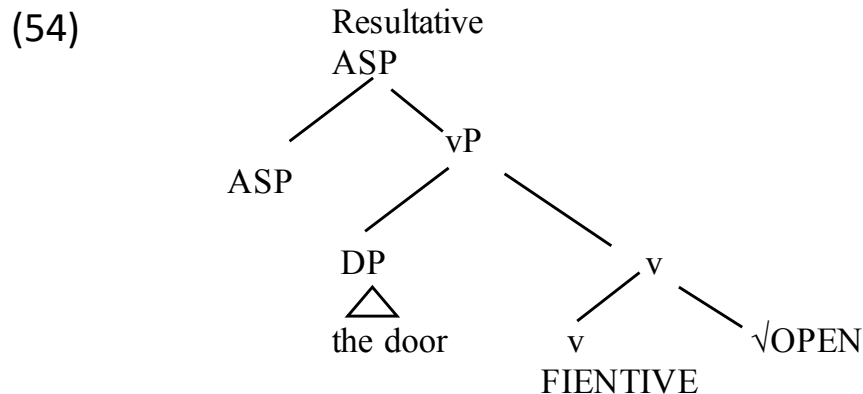 (54)
Resultative
ASP
ASP
vP
DP
the door
v
v
FIENTIVE
√OPEN